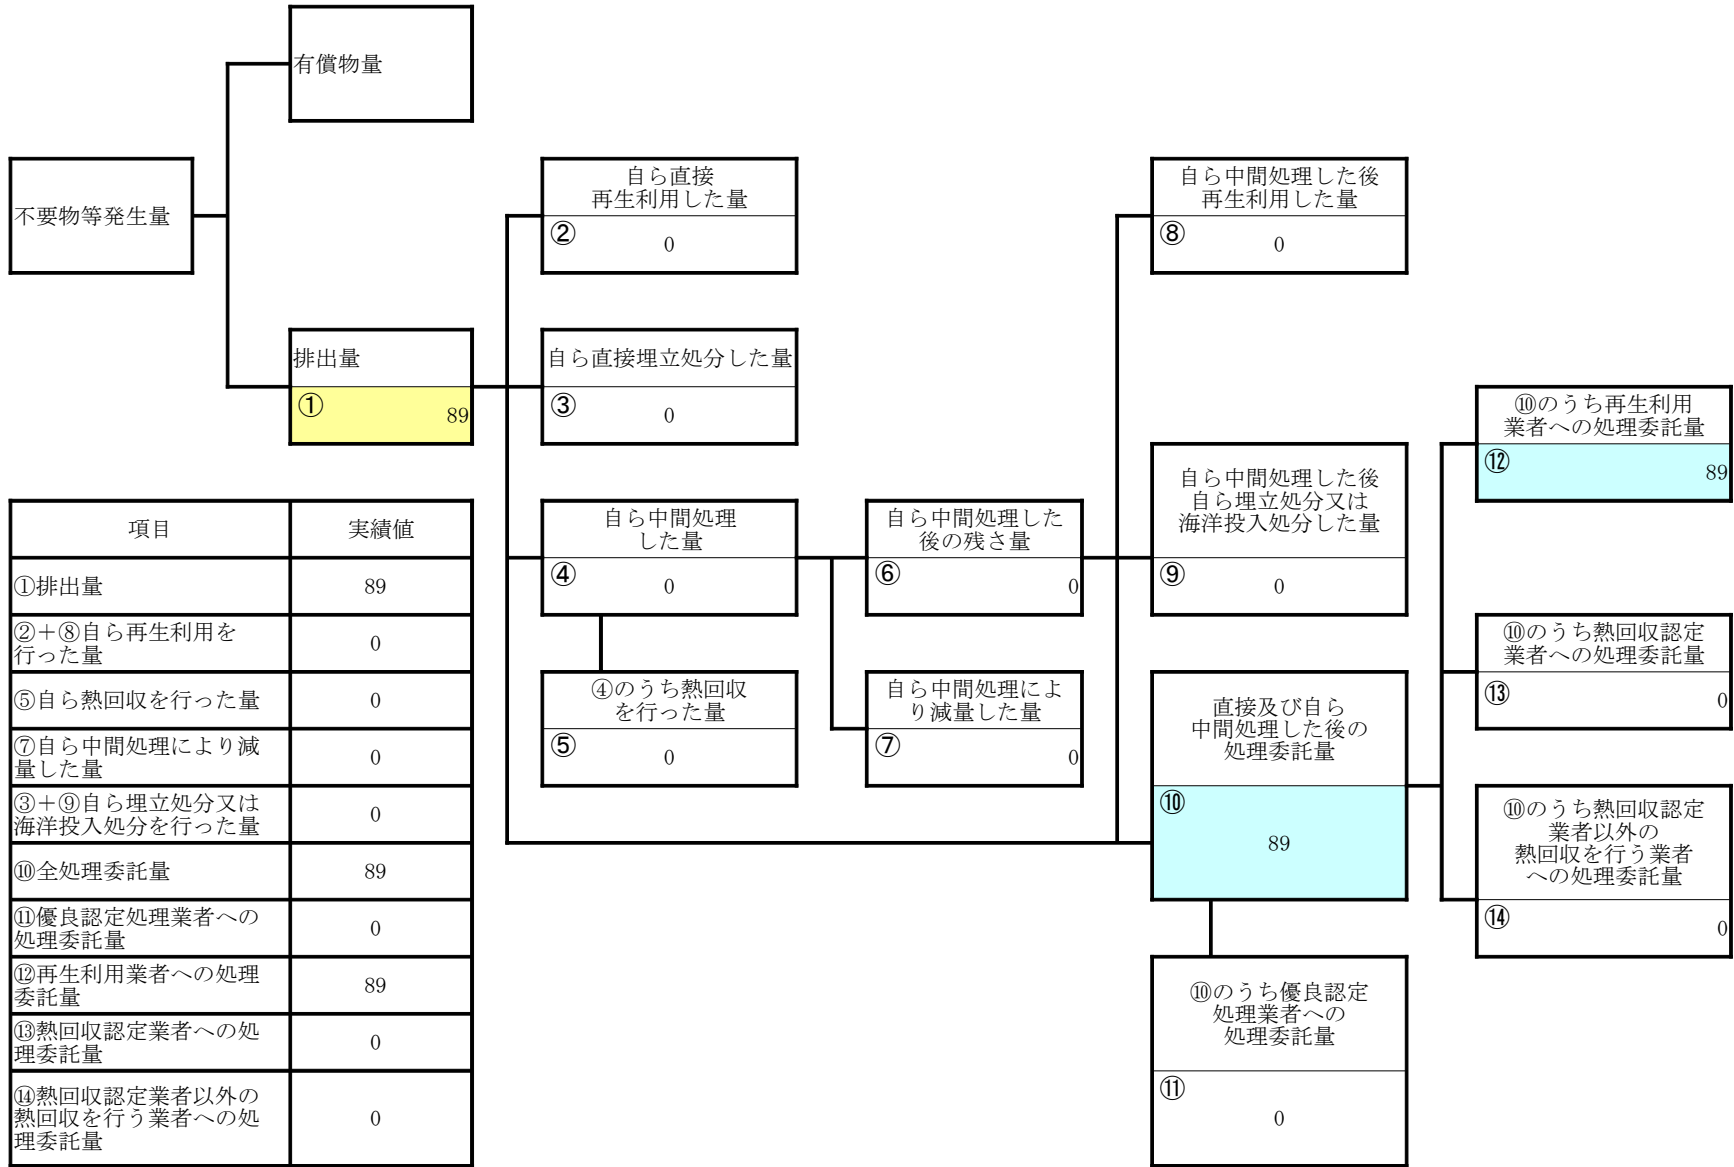 有償物量
不要物等発生量
自ら直接
再生利用した量
②
0
自ら中間処理した後
再生利用した量
⑧
0
排出量
①
89
自ら直接埋立処分した量
③
0
⑩のうち再生利用
業者への処理委託量
⑫
89
自ら中間処理
した量
④
0
自ら中間処理した
後の残さ量
⑥
0
自ら中間処理した後
自ら埋立処分又は
海洋投入処分した量
⑨
0
⑩のうち熱回収認定
業者への処理委託量
⑬
0
④のうち熱回収
を行った量
⑤
0
自ら中間処理によ
り減量した量
⑦
0
直接及び自ら
中間処理した後の
処理委託量
⑩
89
⑩のうち熱回収認定
業者以外の
熱回収を行う業者
への処理委託量
⑭
0
⑩のうち優良認定
処理業者への
処理委託量
⑪
0
項目 実績値
①排出量 89
②＋⑧自ら再生利用を
行った量 0
⑤自ら熱回収を行った量 0
⑦自ら中間処理により減
量した量 0
③＋⑨自ら埋立処分又は
海洋投入処分を行った量 0
⑩全処理委託量 89
⑪優良認定処理業者への
処理委託量 0
⑫再生利用業者への処理
委託量 89
⑬熱回収認定業者への処
理委託量 0
⑭熱回収認定業者以外の
熱回収を行う業者への処
理委託量 0